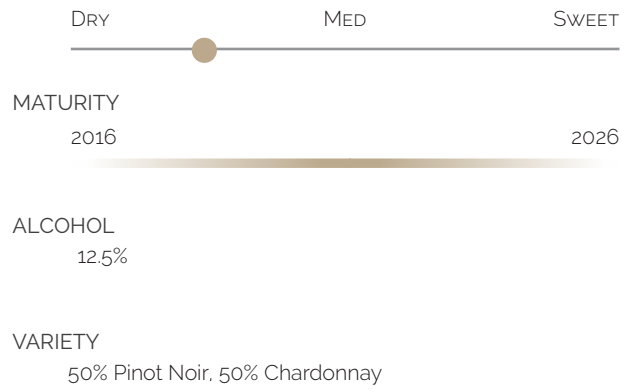 DRY MED SWEET
MATURITY
2016 2026
ALCOHOL
12.5%
VARIETY
50% Pinot Noir, 50% Chardonnay